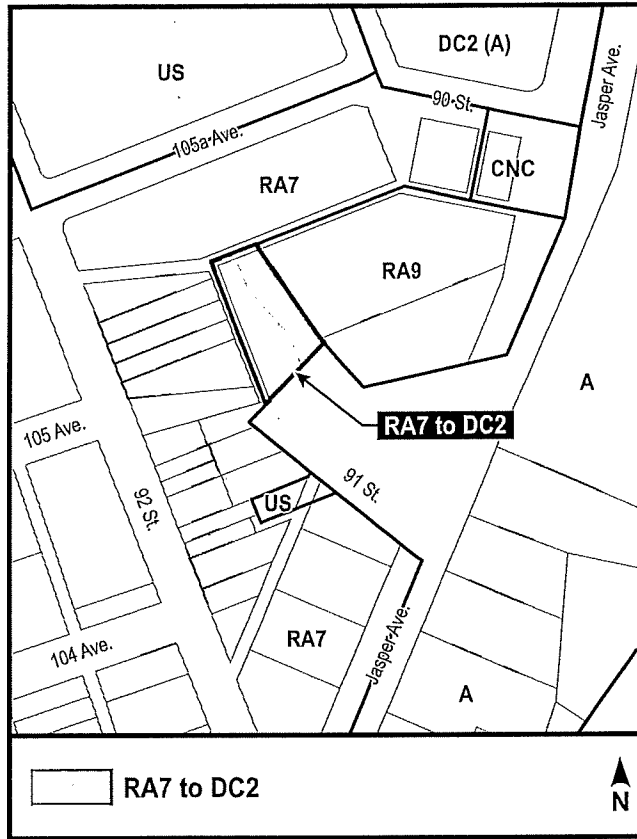 DC2 (A)
US
Jasper Ave.
90 St.
105a Ave.
CNC
RA7
RA9
A
RA7 to DC2
105 Ave.
91 St.
92 St.
US
104 Ave.
RA7
Jasper Ave.
A
RA7 to DC2
N